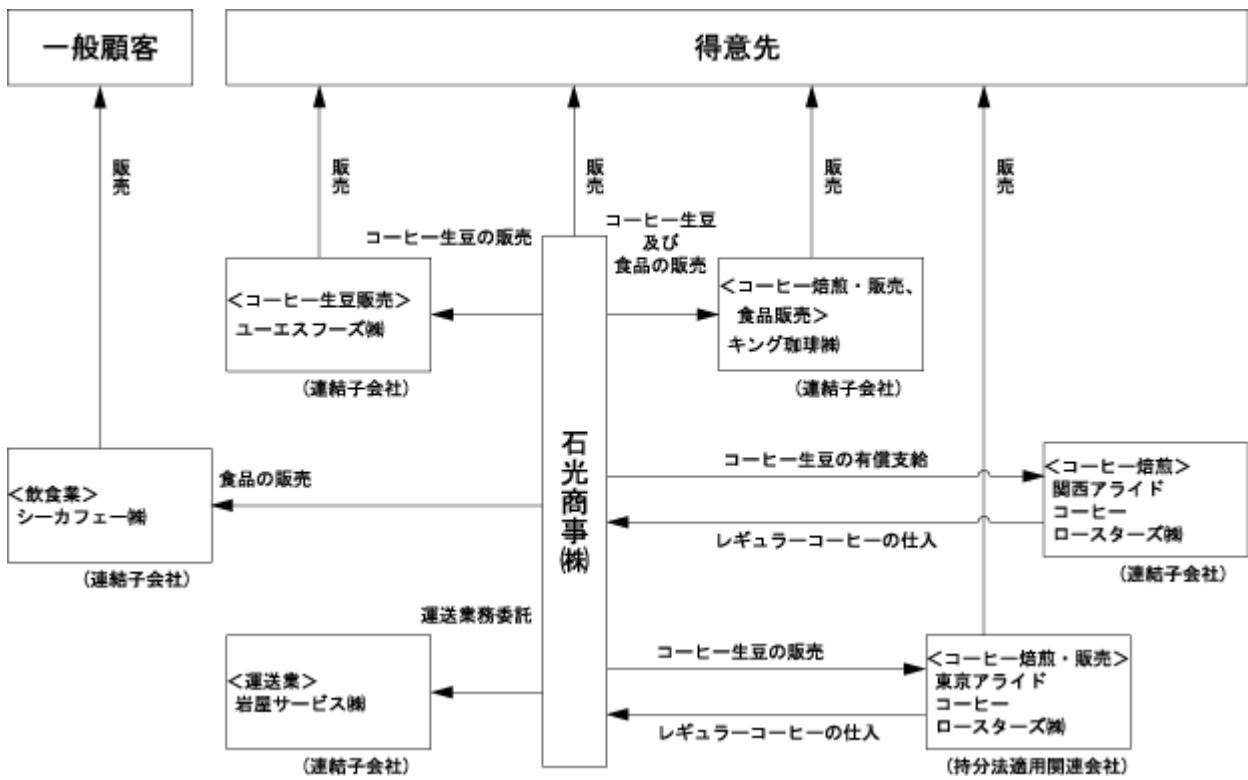 一般顧客
得意先
販売
販売
販売
販売
販売
コーヒー生豆の販売
コーヒー生豆
及び
食品の販売
<コーヒー生豆販売>
ユーエスフーズ㈱
(連結子会社)
<コーヒー焙煎・販売、
食品販売>
キング珈琲㈱
(連結子会社)
石光商事㈱
食品の販売
<飲食業>
シーカフェー㈱
(連結子会社)
コーヒー生豆の有償支給
レギュラーコーヒーの仕入
<コーヒー焙煎>
関西アライド
コーヒー
ロースターズ㈱
(連結子会社)
運送業務委託
<運送業>
岩屋サービス㈱
(連結子会社)
コーヒー生豆の販売
レギュラーコーヒーの仕入
<コーヒー焙煎・販売>
東京アライド
コーヒー
ロースターズ㈱
(持分法適用関連会社)